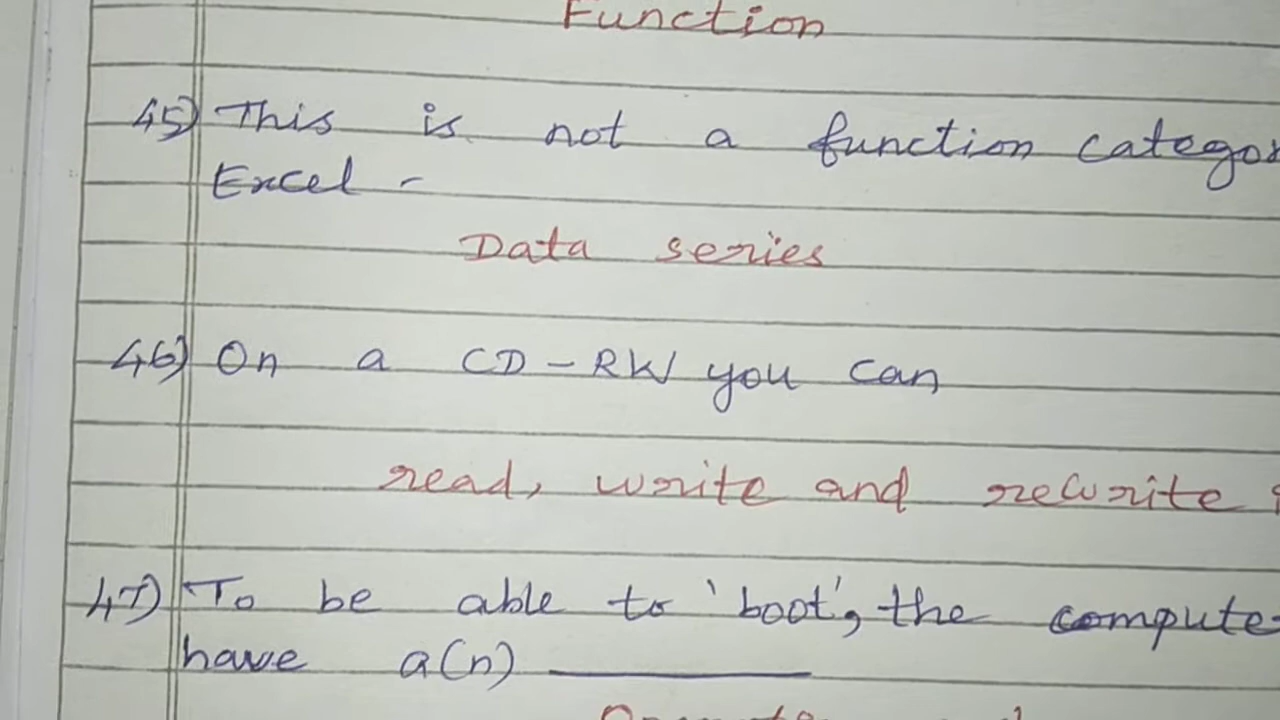 Function
45) This is not a function categor
Excel -
Data series
46) On a CD-RW you can
read, write and rewrite
47) To be able to 'boot', the compute
have a(n) ________